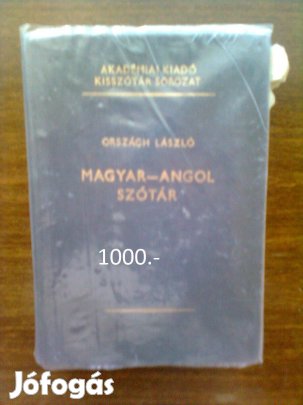 AKADÉMIAI KIADÓ
KISSZÓTÁR SOROZAT
ORSZÁGH LÁSZLÓ
MAGYAR–ANGOL
SZÓTÁR
1000.-
Jófogás